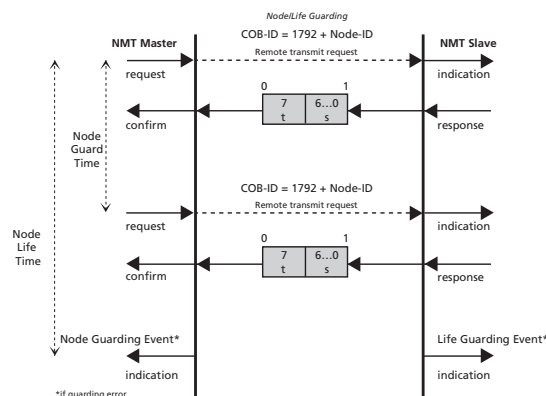 Node/Life Guarding
COB-ID = 1792 + Node-ID
NMT Master
Remote transmit request
NMT Slave
request
indication
0 1
7 6...0
t s
confirm
response
Node
Guard
Time
COB-ID = 1792 + Node-ID
Remote transmit request
request
indication
Node
Life
Time
0 1
7 6...0
t s
confirm
response
Node Guarding Event*
Life Guarding Event*
indication
indication
*if guarding error